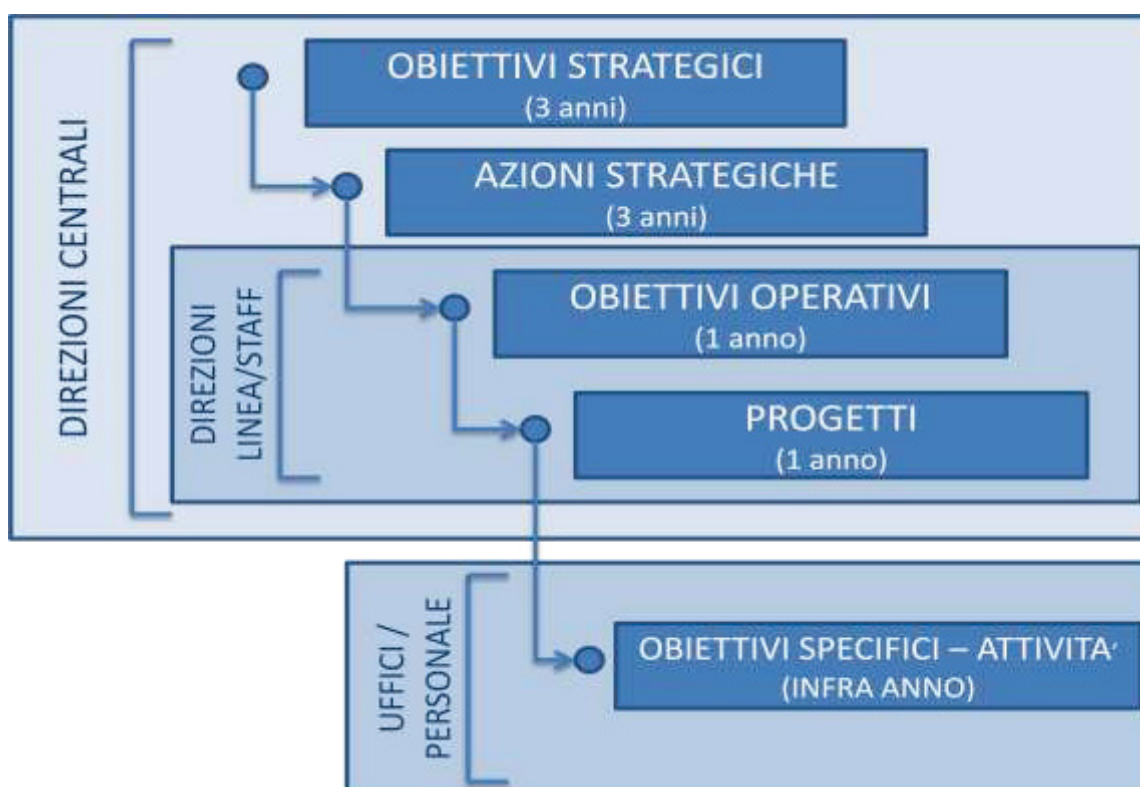 DIREZIONI CENTRALI
OBIETTIVI STRATEGICI
(3 anni)
AZIONI STRATEGICHE
(3 anni)
DIREZIONI
LINEA/STAFF
OBIETTIVI OPERATIVI
(1 anno)
PROGETTI
(1 anno)
UFFICI /
PERSONALE
OBIETTIVI SPECIFICI – ATTIVITA'
(INFRA ANNO)